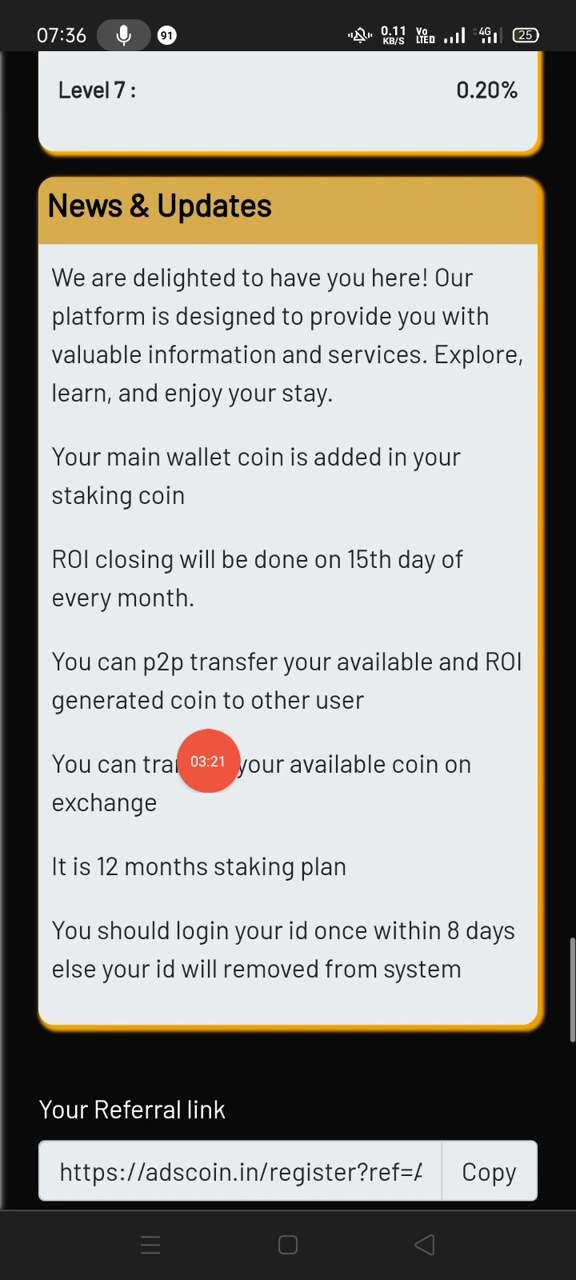 07:36 91 0.11 KB/S Vo LTED 4G 25
Level 7 : 0.20%
News & Updates
We are delighted to have you here! Our
platform is designed to provide you with
valuable information and services. Explore,
learn, and enjoy your stay.
Your main wallet coin is added in your
staking coin
ROI closing will be done on 15th day of
every month.
You can p2p transfer your available and ROI
generated coin to other user
You can 03:21 your available coin on
exchange
It is 12 months staking plan
You should login your id once within 8 days
else your id will removed from system
Your Referral link
https://adscoin.in/register?ref= Copy